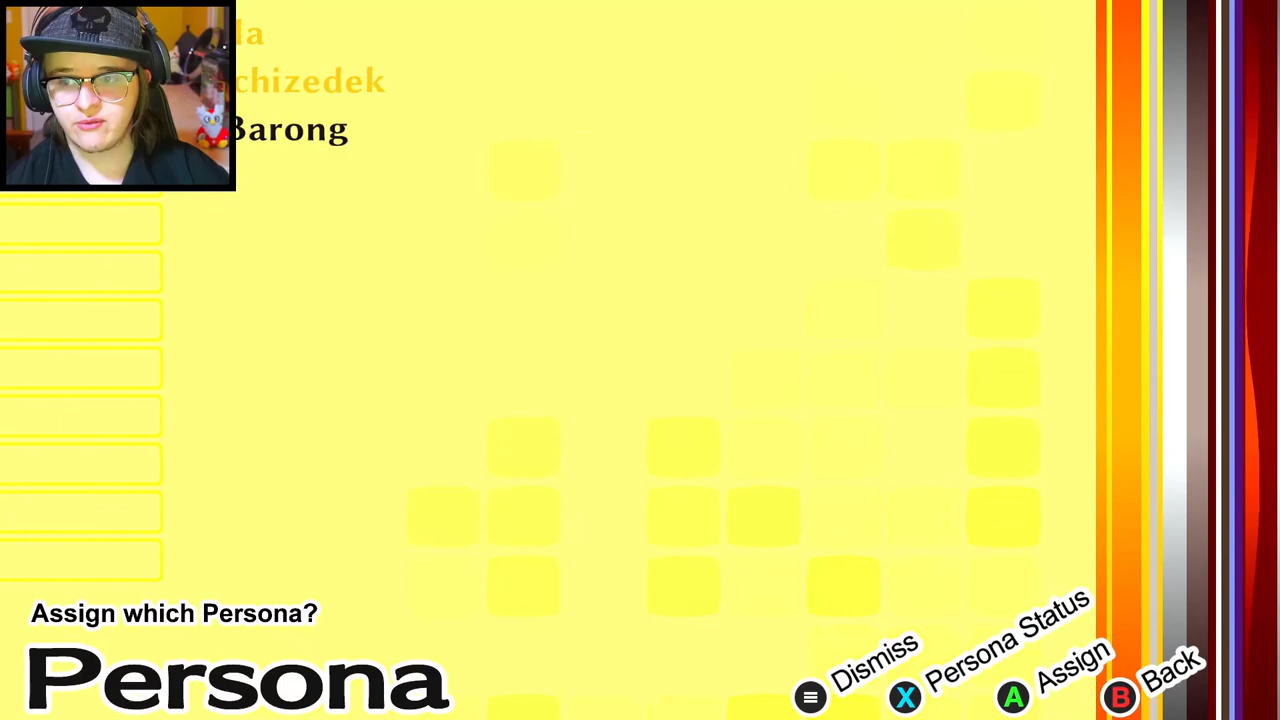 la
chizedek
Barong
Assign which Persona?
Persona
Dismiss
X Persona Status
A Assign
B Back